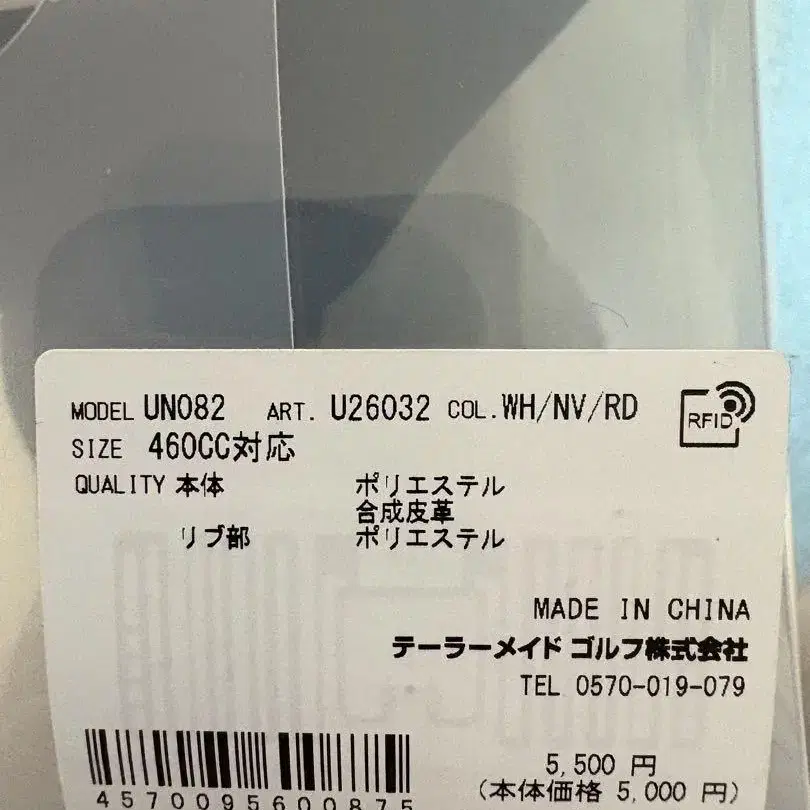 MODEL UN082 ART. U26032 COL. WH/NV/RD
RFID
SIZE 460CC対応
QUALITY 本体 ポリエステル
合成皮革
リブ部 ポリエステル
MADE IN CHINA
テーラーメイド ゴルフ株式会社
TEL 0570-019-079
5,500 円
(本体価格 5,000 円)
4570095600875